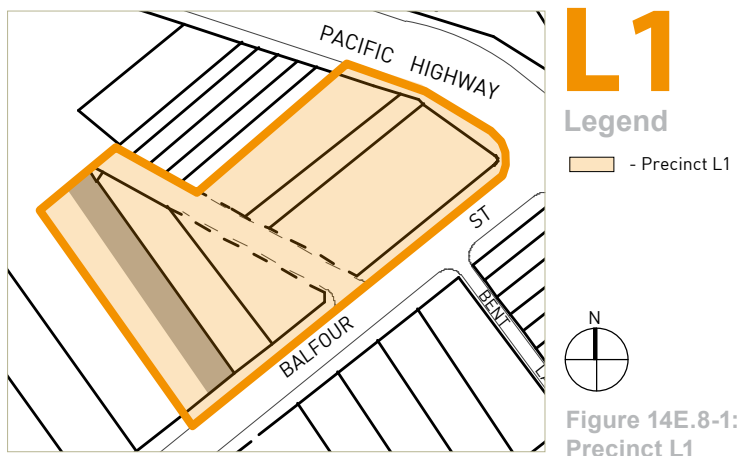 PACIFIC HIGHWAY
ST
BALFOUR
BENT
L1
Legend
- Precinct L1
N
Figure 14E.8-1:
Precinct L1